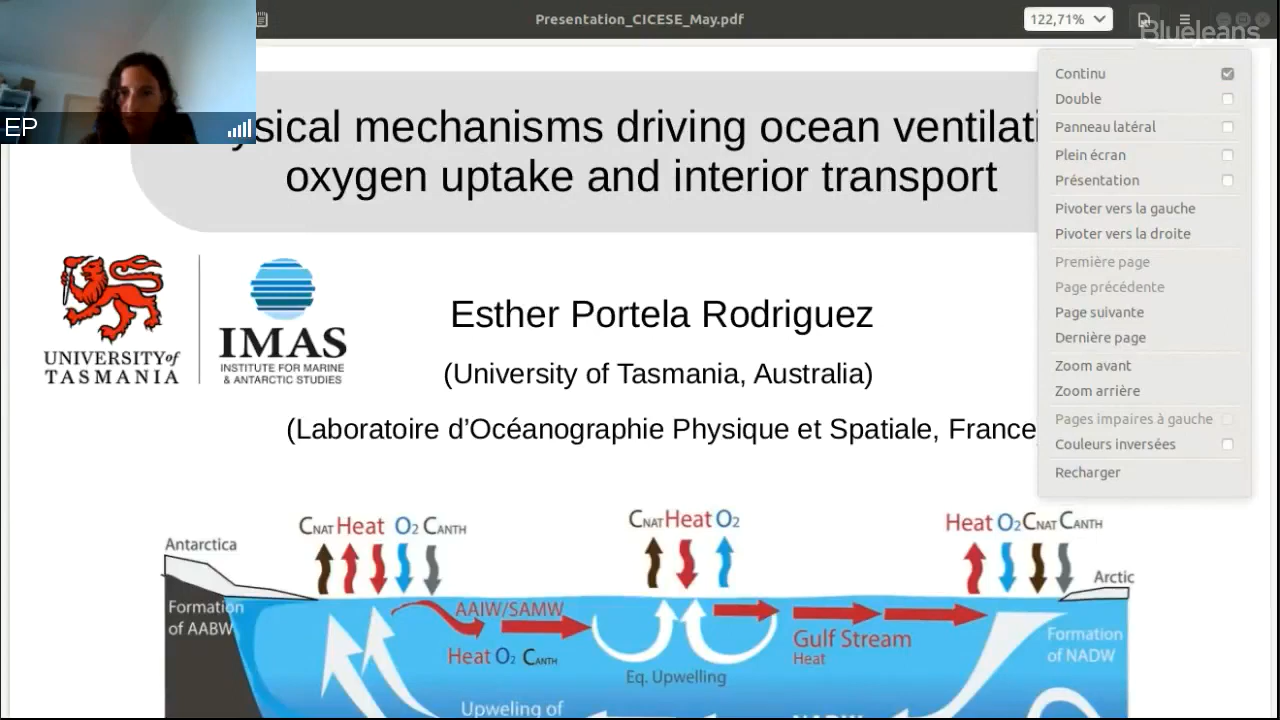 Presentation_CICESE_May.pdf
122,71%
BlueJeans
EP
sical mechanisms driving ocean ventilati
oxygen uptake and interior transport
Continu
Double
Panneau latéral
Plein écran
Présentation
Pivoter vers la gauche
Pivoter vers la droite
Première page
Page précédente
Page suivante
Dernière page
Zoom avant
Zoom arrière
Pages impaires à gauche
Couleurs inversées
Recharger
UNIVERSITY of
TASMANIA
IMAS
INSTITUTE FOR MARINE
& ANTARCTIC STUDIES
Esther Portela Rodriguez
(University of Tasmania, Australia)
(Laboratoire d'Océanographie Physique et Spatiale, France
CNAT Heat O2 CANTH
CNAT Heat O2
Heat O2 CNAT CANTH
Antarctica
Arctic
Formation
of AABW
AAIW/SAMW
Heat O2 CANTH
Eq. Upwelling
Gulf Stream
Heat
Formation
of NADW
Upweling of
NADW